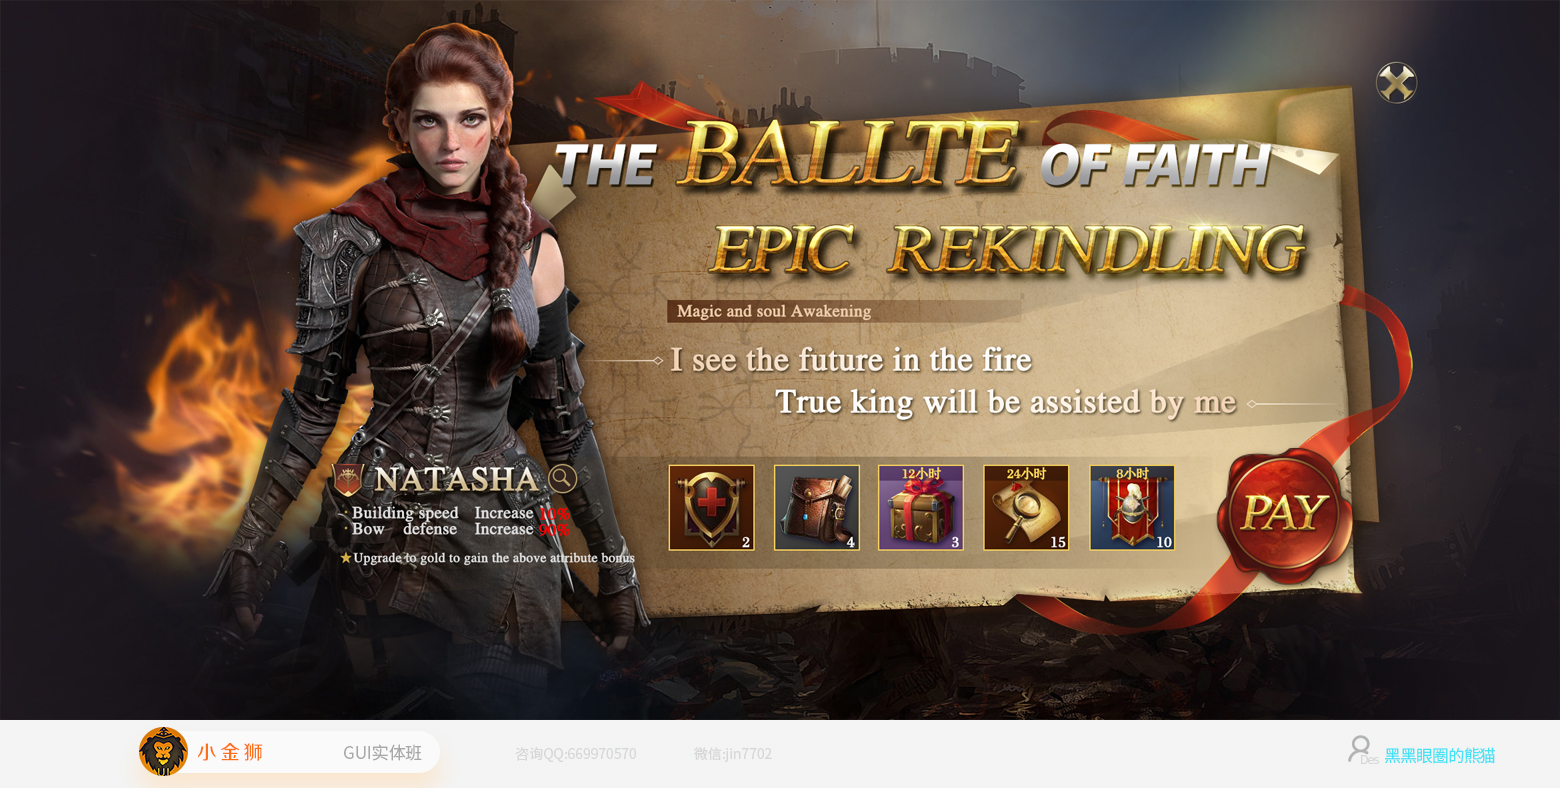 THE BALLTE OF FAITH
EPIC REKINDLING
Magic and soul Awakening
I see the future in the fire
True king will be assisted by me
NATASHA
· Building speed Increase 10%
· Bow defense Increase 90%
Upgrade to gold to gain the above attribute bonus
12小时 24小时 8小时
2 4 3 15 10
PAY
小金狮 GUI实体班 咨询QQ:669970570 微信:jin7702 Des 黑黑眼圈的熊猫